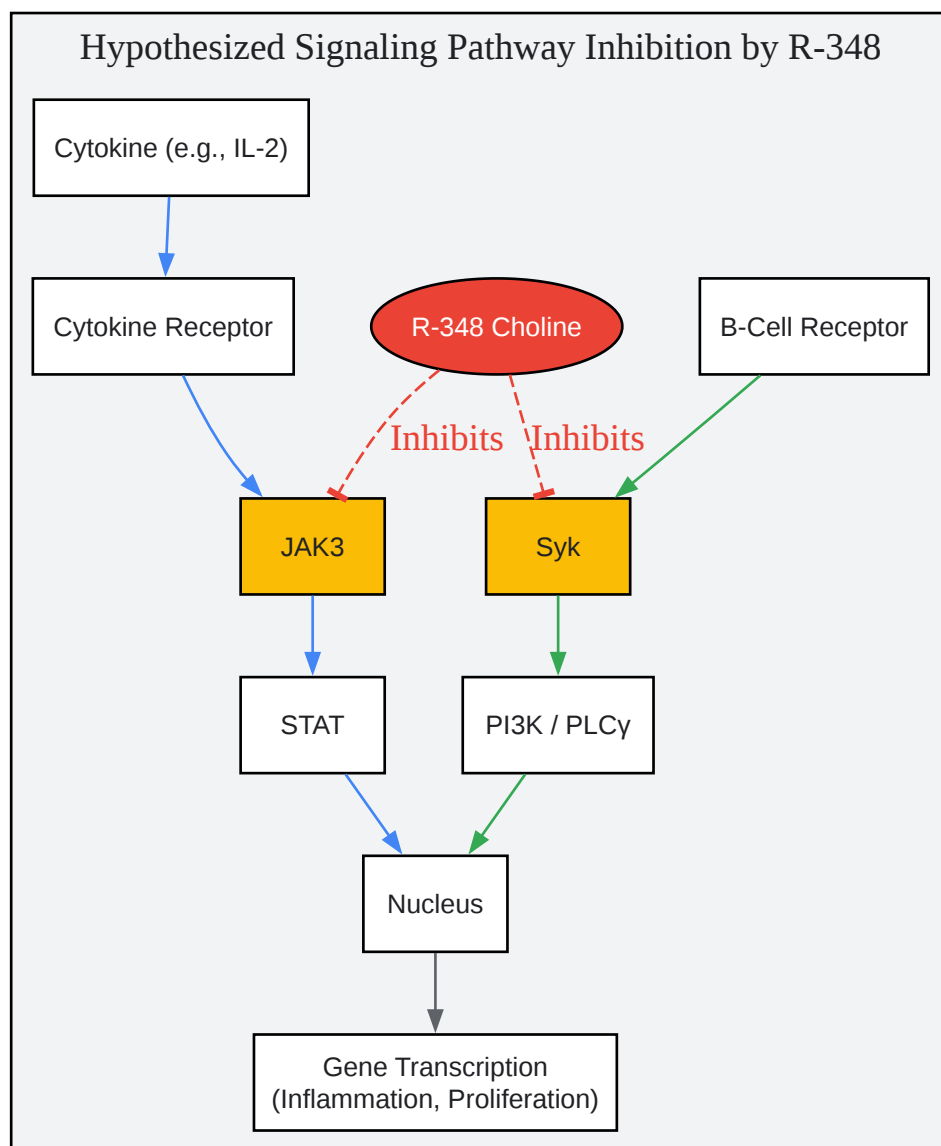 Hypothesized Signaling Pathway Inhibition by R-348
Cytokine (e.g., IL-2)
Cytokine Receptor
R-348 Choline
B-Cell Receptor
Inhibits
Inhibits
JAK3
Syk
STAT
PI3K / PLCγ
Nucleus
Gene Transcription
(Inflammation, Proliferation)